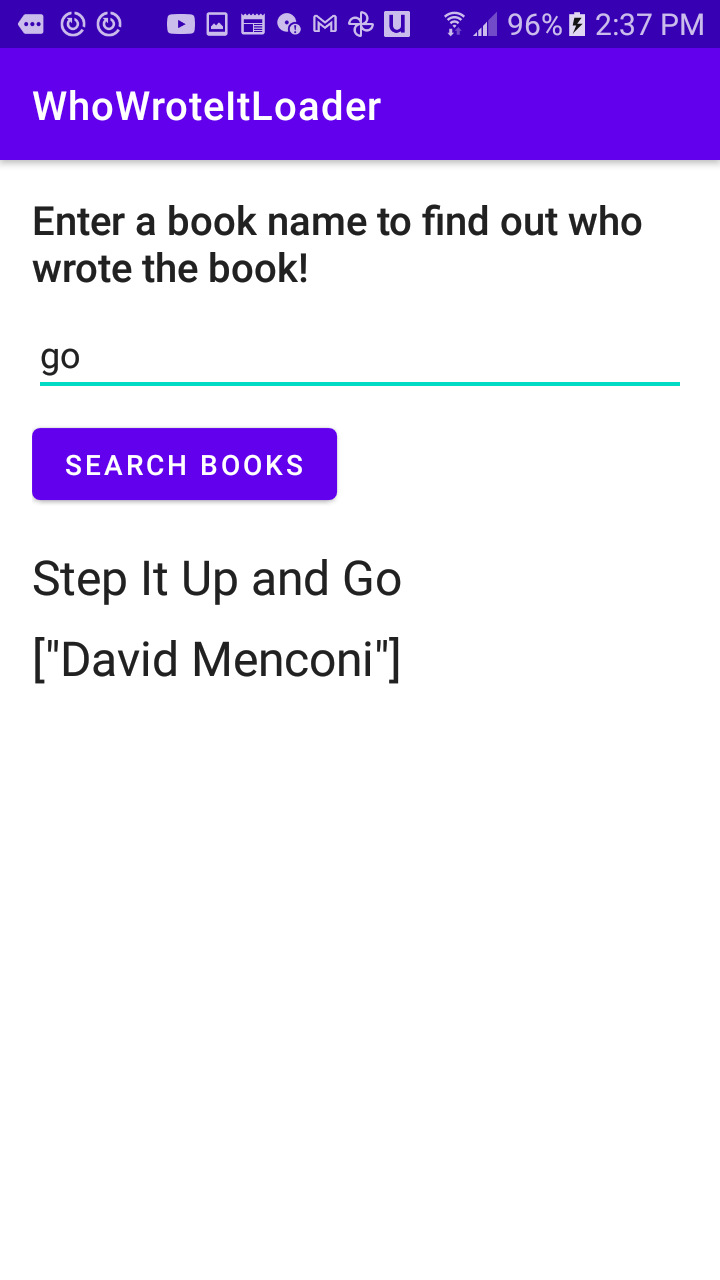 96% 2:37 PM
WhoWroteItLoader
Enter a book name to find out who
wrote the book!
go
SEARCH BOOKS
Step It Up and Go
["David Menconi"]